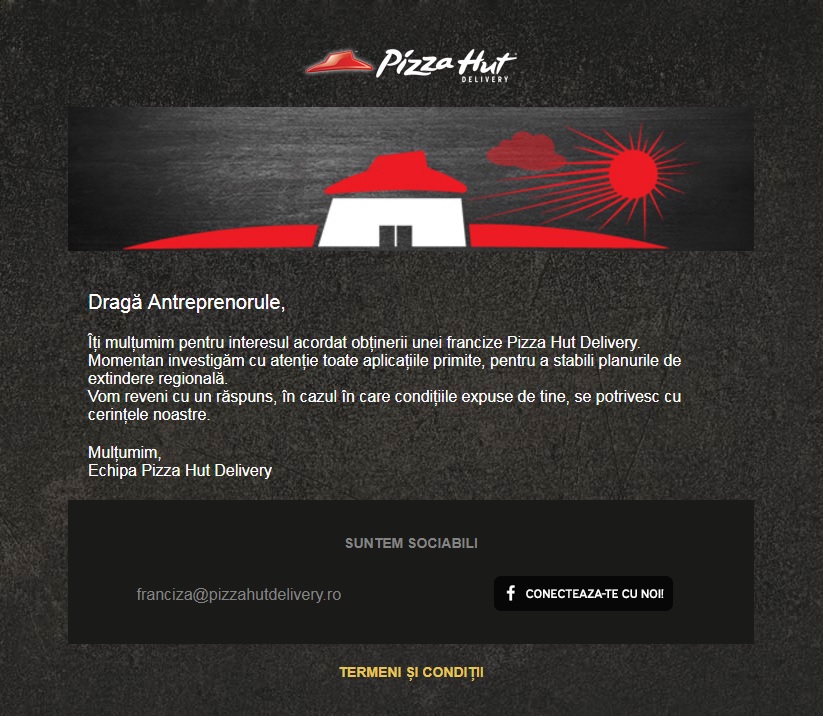 Pizza Hut
DELIVERY
Dragă Antreprenorule,
Îți mulțumim pentru interesul acordat obținerii unei francize Pizza Hut Delivery.
Momentan investigăm cu atenție toate aplicațiile primite, pentru a stabili planurile de
extindere regională.
Vom reveni cu un răspuns, în cazul în care condițiile expuse de tine, se potrivesc cu
cerințele noastre.
Mulțumim,
Echipa Pizza Hut Delivery
SUNTEM SOCIABILI
franciza@pizzahutdelivery.ro
f CONECTEAZA-TE CU NOI!
TERMENI ȘI CONDIȚII